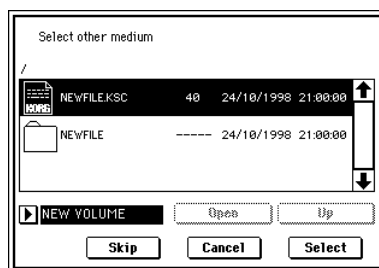 Select other medium
/
KORG NEWFILE.KSC 40 24/10/1998 21:00:00
NEWFILE ----- 24/10/1998 21:00:00
NEW VOLUME Open Up
Skip Cancel Select